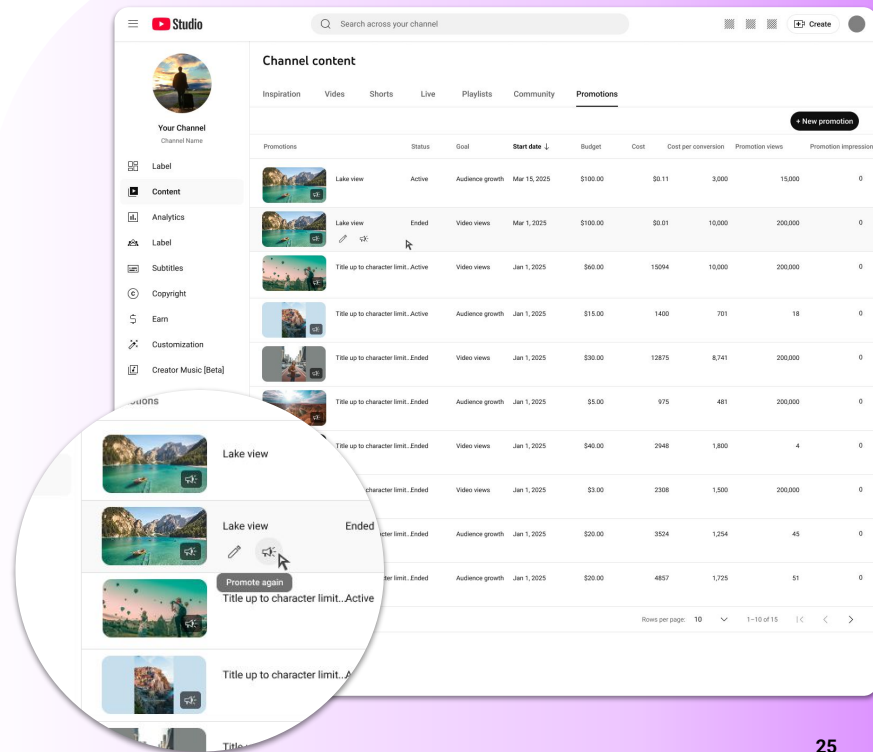 Studio
Search across your channel
Create
Channel content
Inspiration Vides Shorts Live Playlists Community Promotions
+ New promotion
Your Channel
Channel Name
Label
Content
Analytics
Label
Subtitles
Copyright
Earn
Customization
Creator Music [Beta]
Promotions Status Goal Start date ↓ Budget Cost Cost per conversion Promotion views Promotion impression
Lake view Active Audience growth Mar 15, 2025 $100.00 $0.11 3,000 15,000 0
Lake view Ended Video views Mar 1, 2025 $100.00 $0.01 10,000 200,000 0
Title up to character limit...Active Video views Jan 1, 2025 $60.00 15094 10,000 200,000 0
Title up to character limit...Active Audience growth Jan 1, 2025 $15.00 1400 701 18 0
Title up to character limit...Ended Video views Jan 1, 2025 $30.00 12875 8,741 200,000 0
Title up to character limit...Ended Audience growth Jan 1, 2025 $5.00 975 481 200,000 0
Title up to character limit...Ended Video views Jan 1, 2025 $40.00 2948 1,800 4 0
character limit...Ended Video views Jan 1, 2025 $3.00 2308 1,500 200,000 0
limit...Ended Audience growth Jan 1, 2025 $20.00 3524 1,254 45 0
limit...Ended Audience growth Jan 1, 2025 $20.00 4857 1,725 51 0
Rows per page: 10 1–10 of 15
Lake view
Lake view Ended
Promote again
Title up to character limit...Active
Title up to character limit...
Title
25